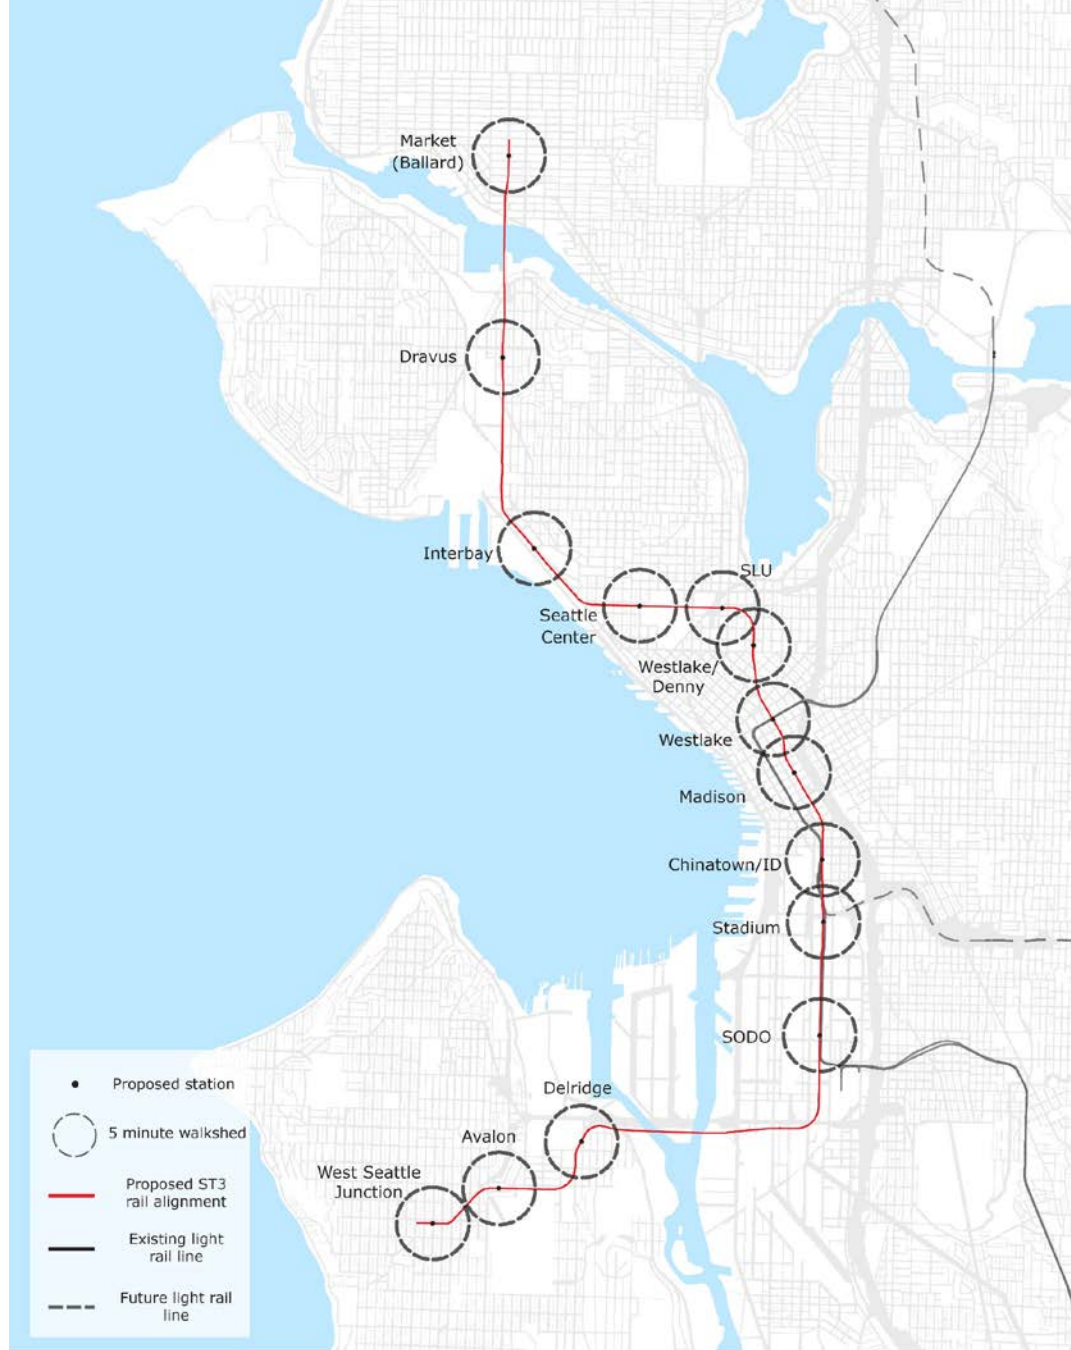 Market
(Ballard)
Dravus
Interbay
SLU
Seattle
Center
Westlake/
Denny
Westlake
Madison
Chinatown/ID
Stadium
SODO
Delridge
Avalon
West Seattle
Junction
Proposed station
5 minute walkshed
Proposed ST3
rail alignment
Existing light
rail line
Future light rail
line